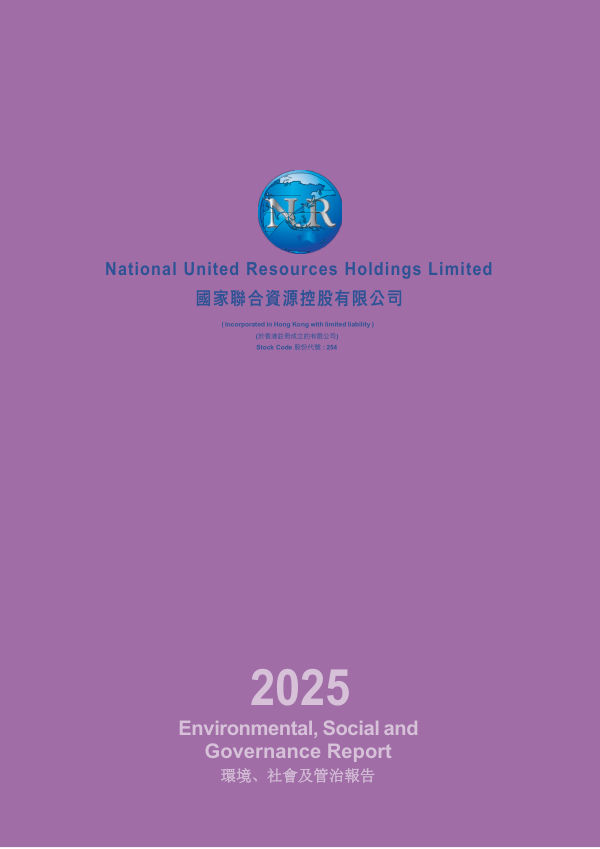 NUR
National United Resources Holdings Limited
國家聯合資源控股有限公司
( Incorporated in Hong Kong with limited liability )
(於香港註冊成立的有限公司)
Stock Code 股份代號 : 254
2025
Environmental, Social and
Governance Report
環境、社會及管治報告